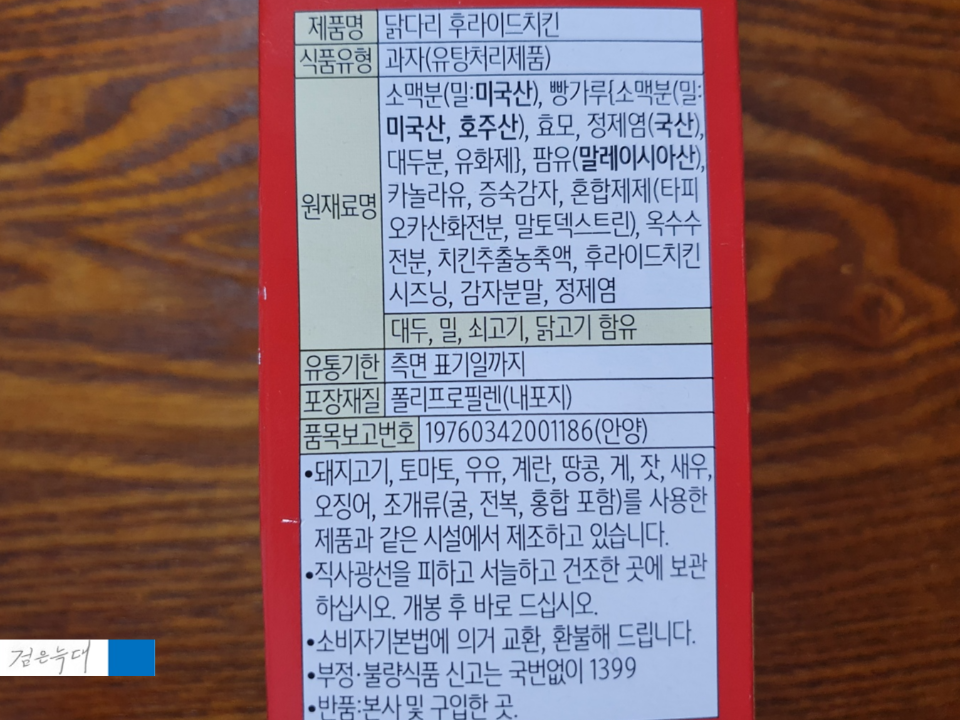 제품명 닭다리 후라이드치킨
식품유형 과자(유탕처리제품)
원재료명
소맥분(밀:미국산), 빵가루{소맥분(밀:
미국산, 호주산), 효모, 정제염(국산),
대두분, 유화제}, 팜유(말레이시아산),
카놀라유, 증숙감자, 혼합제제(타피
오카산화전분, 말토덱스트린), 옥수수
전분, 치킨추출농축액, 후라이드치킨
시즈닝, 감자분말, 정제염
대두, 밀, 쇠고기, 닭고기 함유
유통기한 측면 표기일까지
포장재질 폴리프로필렌(내포지)
품목보고번호 19760342001186(안양)
•돼지고기, 토마토, 우유, 계란, 땅콩, 게, 잣, 새우,
오징어, 조개류(굴, 전복, 홍합 포함)를 사용한
제품과 같은 시설에서 제조하고 있습니다.
•직사광선을 피하고 서늘하고 건조한 곳에 보관
하십시오. 개봉 후 바로 드십시오.
•소비자기본법에 의거 교환, 환불해 드립니다.
•부정·불량식품 신고는 국번없이 1399
•반품:본사 및 구입한 곳.
검은늑대